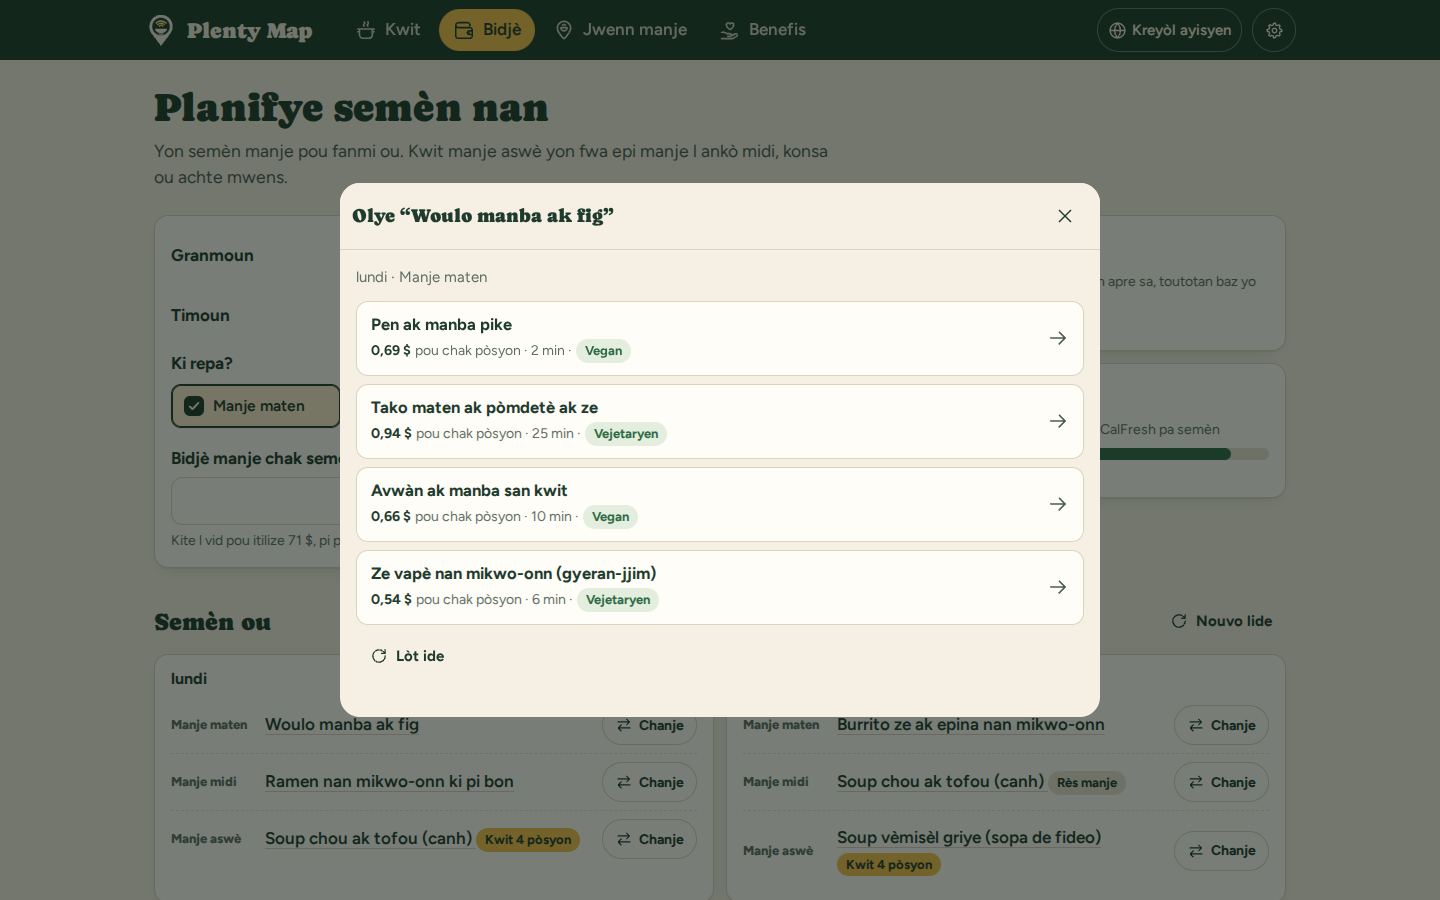 Plenty Map
Kwit
Bidjè
Jwenn manje
Benefis
Kreyòl ayisyen
Planifye semèn nan
Yon semèn manje pou fanmi ou. Kwit manje aswè yon fwa epi manje l ankò midi, konsa
ou achte mwens.
Granmoun
Timoun
Ki repa?
Manje maten
Bidjè manje chak sem
Kite l vid pou itilize 71 $, pi p
apre sa, toutotan baz yo
CalFresh pa semèn
Olye “Woulo manba ak fig”
lundi · Manje maten
Pen ak manba pike
0,69 $ pou chak pòsyon · 2 min · Vegan
Tako maten ak pòmdetè ak ze
0,94 $ pou chak pòsyon · 25 min · Vejetaryen
Avwàn ak manba san kwit
0,66 $ pou chak pòsyon · 10 min · Vegan
Ze vapè nan mikwo-onn (gyeran-jjim)
0,54 $ pou chak pòsyon · 6 min · Vejetaryen
Lòt ide
Semèn ou
Nouvo lide
lundi
Manje maten Woulo manba ak fig Chanje
Manje midi Ramen nan mikwo-onn ki pi bon Chanje
Manje aswè Soup chou ak tofou (canh) Kwit 4 pòsyon Chanje
Manje maten Burrito ze ak epina nan mikwo-onn Chanje
Manje midi Soup chou ak tofou (canh) Rès manje Chanje
Manje aswè Soup vèmisèl griye (sopa de fideo) Chanje
Kwit 4 pòsyon